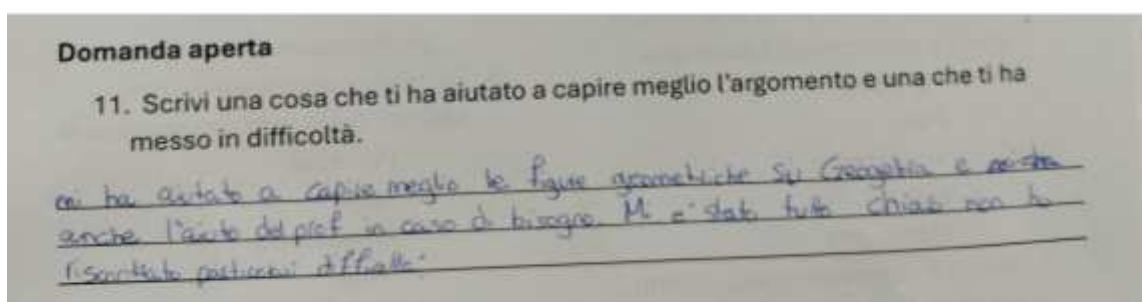 Domanda aperta
11. Scrivi una cosa che ti ha aiutato a capire meglio l'argomento e una che ti ha
messo in difficoltà.
mi ha aiutato a capire meglio le figure geometriche su e
anche l'aiuto del prof in caso di bisogno. M e' stato tutto chiaro non ho
riscontrato particolari difficoltà.